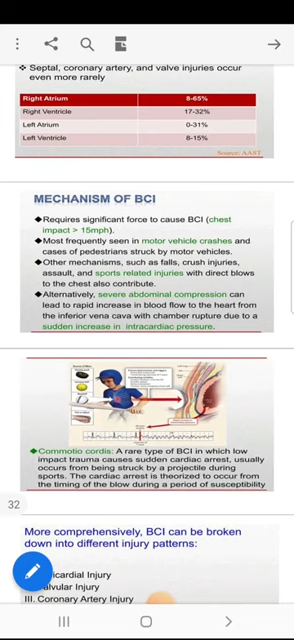 ❖ Septal, coronary artery, and valve injuries occur
even more rarely
Right Atrium 8-65%
Right Ventricle 17-32%
Left Atrium 0-31%
Left Ventricle 8-15%
Source: AAST
MECHANISM OF BCI
◆Requires significant force to cause BCI (chest
impact > 15mph).
◆Most frequently seen in motor vehicle crashes and
cases of pedestrians struck by motor vehicles.
◆Other mechanisms, such as falls, crush injuries,
assault, and sports related injuries with direct blows
to the chest also contribute.
◆Alternatively, severe abdominal compression can
lead to rapid increase in blood flow to the heart from
the inferior vena cava with chamber rupture due to a
sudden increase in intracardiac pressure.
◆Commotio cordis: A rare type of BCI in which low
impact trauma causes sudden cardiac arrest, usually
occurs from being struck by a projectile during
sports. The cardiac arrest is theorized to occur from
the timing of the blow during a period of susceptibility
32
More comprehensively, BCI can be broken
down into different injury patterns:
icardial Injury
alvular Injury
III. Coronary Artery Injury